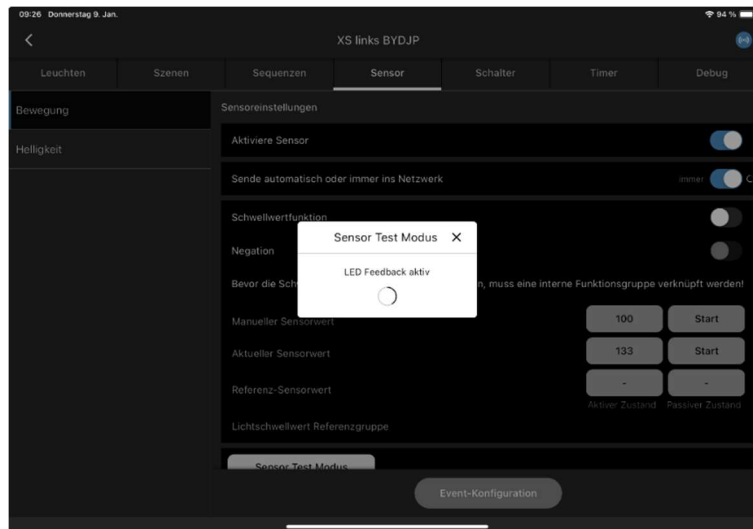 09:26 Donnerstag 9. Jan.
94 %
XS links BYDJP
Leuchten Szenen Sequenzen Sensor Schalter Timer Debug
Bewegung
Helligkeit
Sensoreinstellungen
Aktiviere Sensor
Sende automatisch oder immer ins Netzwerk immer
Schwellwertfunktion
Negation
Sensor Test Modus
LED Feedback aktiv
Bevor die Sch n, muss eine interne Funktionsgruppe verknüpft werden!
Manueller Sensorwert 100 Start
Aktueller Sensorwert 133 Start
Referenz-Sensorwert - -
Aktiver Zustand Passiver Zustand
Lichtschwellwert Referenzgruppe
Sensor Test Modus
Event-Konfiguration